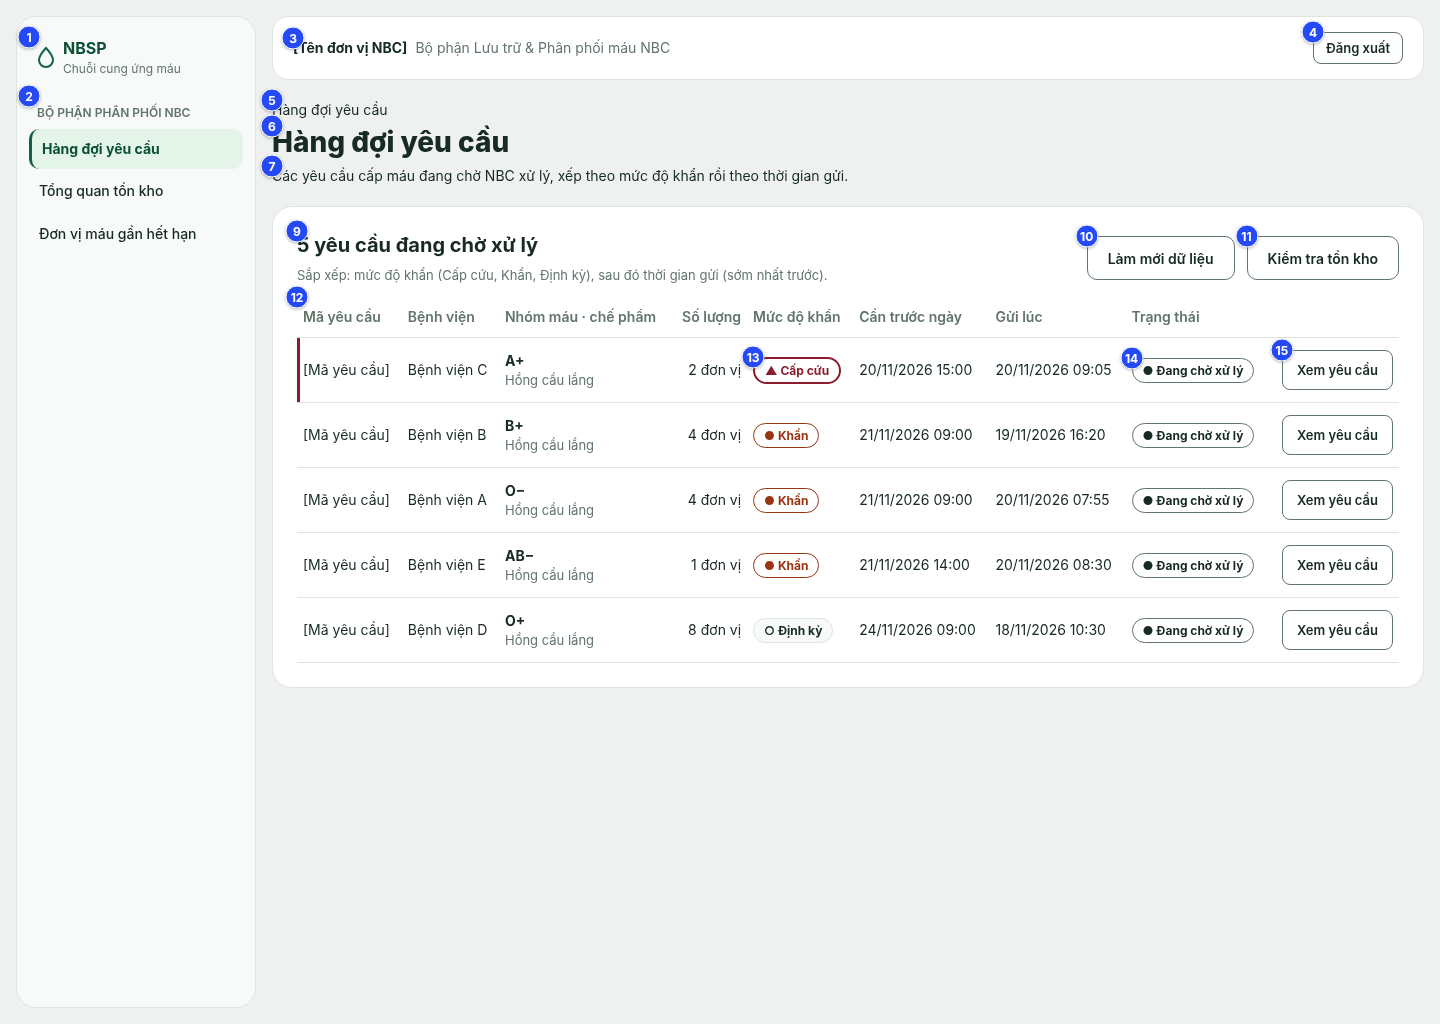 1
NBSP
Chuỗi cung ứng máu
2
BỘ PHẬN PHÂN PHỐI NBC
Hàng đợi yêu cầu
Tổng quan tồn kho
Đơn vị máu gần hết hạn
3
[Tên đơn vị NBC] Bộ phận Lưu trữ & Phân phối máu NBC
4
Đăng xuất
5
Hàng đợi yêu cầu
6
Hàng đợi yêu cầu
7
Các yêu cầu cấp máu đang chờ NBC xử lý, xếp theo mức độ khẩn rồi theo thời gian gửi.
9
5 yêu cầu đang chờ xử lý
Sắp xếp: mức độ khẩn (Cấp cứu, Khẩn, Định kỳ), sau đó thời gian gửi (sớm nhất trước).
10
Làm mới dữ liệu
11
Kiểm tra tồn kho
12
Mã yêu cầu Bệnh viện Nhóm máu · chế phẩm Số lượng Mức độ khẩn Cần trước ngày Gửi lúc Trạng thái
13
14
15
[Mã yêu cầu] Bệnh viện C A+ Hồng cầu lắng 2 đơn vị ▲ Cấp cứu 20/11/2026 15:00 20/11/2026 09:05 ● Đang chờ xử lý Xem yêu cầu
[Mã yêu cầu] Bệnh viện B B+ Hồng cầu lắng 4 đơn vị ● Khẩn 21/11/2026 09:00 19/11/2026 16:20 ● Đang chờ xử lý Xem yêu cầu
[Mã yêu cầu] Bệnh viện A O− Hồng cầu lắng 4 đơn vị ● Khẩn 21/11/2026 09:00 20/11/2026 07:55 ● Đang chờ xử lý Xem yêu cầu
[Mã yêu cầu] Bệnh viện E AB− Hồng cầu lắng 1 đơn vị ● Khẩn 21/11/2026 14:00 20/11/2026 08:30 ● Đang chờ xử lý Xem yêu cầu
[Mã yêu cầu] Bệnh viện D O+ Hồng cầu lắng 8 đơn vị ○ Định kỳ 24/11/2026 09:00 18/11/2026 10:30 ● Đang chờ xử lý Xem yêu cầu